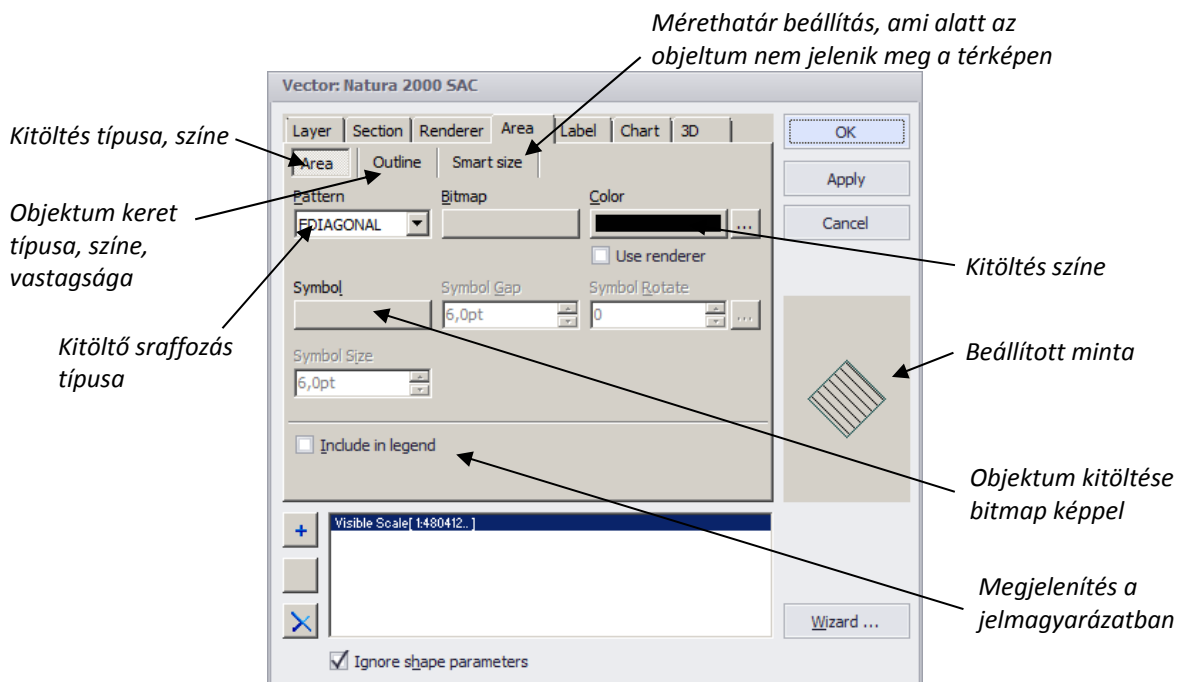 Mérethatár beállítás, ami alatt az
objeltum nem jelenik meg a térképen
Vector: Natura 2000 SAC
Kitöltés típusa, színe
Layer Section Renderer Area Label Chart 3D
OK
Area Outline Smart size
Apply
Pattern Bitmap Color
Objektum keret
típusa, színe,
vastagsága
FDIAGONAL ...
Cancel
Use renderer
Kitöltés színe
Symbol Symbol Gap Symbol Rotate
6,0pt 0 ...
Kitöltő sraffozás
típusa
Beállított minta
Symbol Size
6,0pt
Include in legend
Objektum kitöltése
bitmap képpel
+
Visible Scale[ 1:480412.. ]
Megjelenítés a
jelmagyarázatban
Wizard ...
Ignore shape parameters